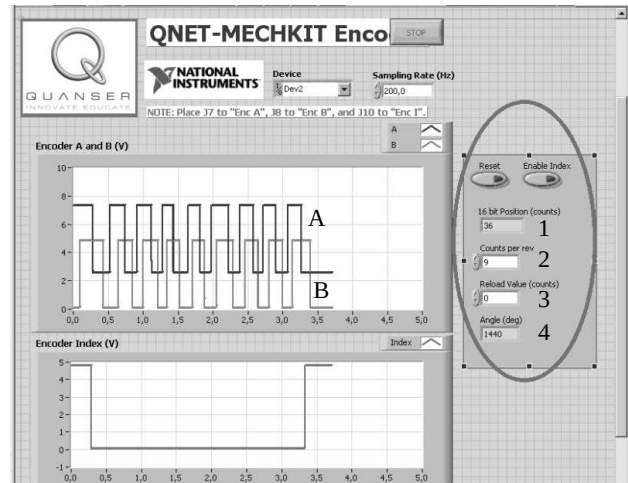 QNET-MECHKIT Enco
STOP
QUANSER
INNOVATE EDUCATE
NATIONAL
INSTRUMENTS
Device
Dev2
Sampling Rate (Hz)
200,0
NOTE: Place J7 to "Enc A", J8 to "Enc B", and J10 to "Enc I".
A
B
Encoder A and B (V)
10
8
6
4
2
0
A
B
0,0 0,5 1,0 1,5 2,0 2,5 3,0 3,5 4,0 4,5 5,0
Reset Enable Index
16 bit Position (counts)
36 1
Counts per rev
9 2
Reload Value (counts)
0 3
Angle (deg)
1440 4
Encoder Index (V)
Index
5
4
3
2
1
0
-1
0,0 0,5 1,0 1,5 2,0 2,5 3,0 3,5 4,0 4,5 5,0